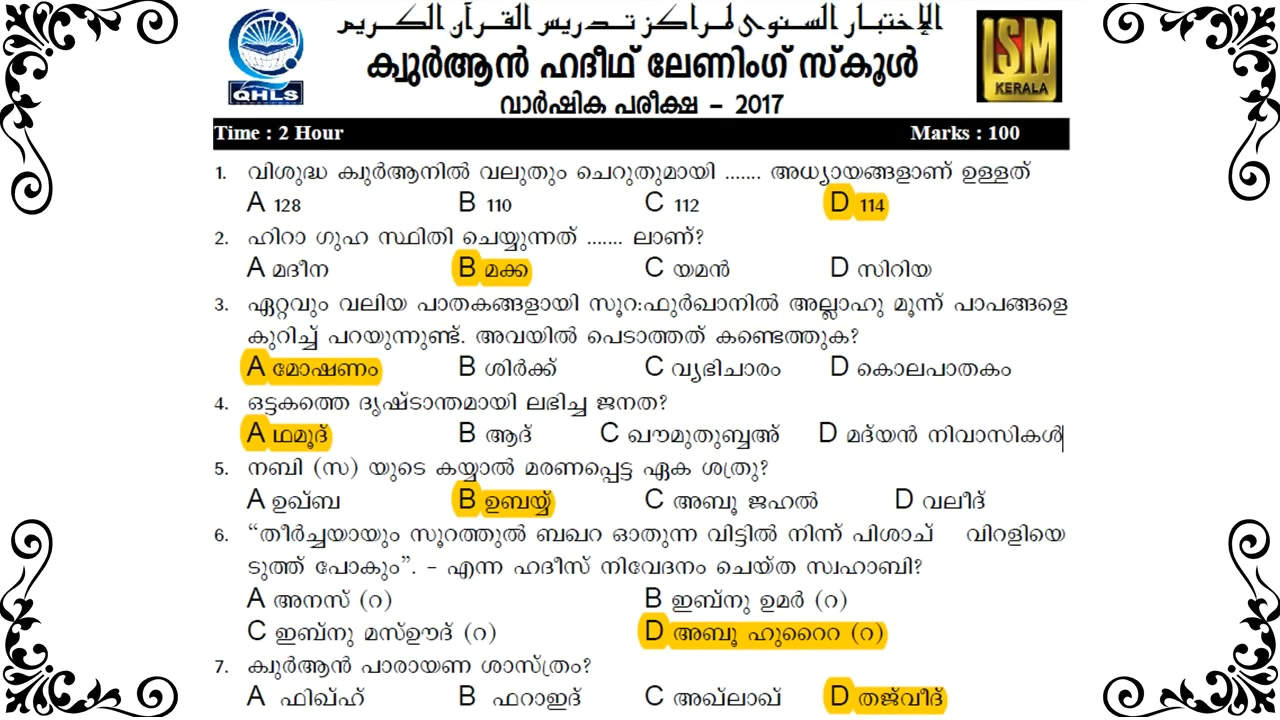 الإختبار السنوي لمراكز تدريس القرآن الكريم
ക്വുർആൻ ഹദീഥ് ലേണിംഗ് സ്കൂൾ
വാർഷിക പരീക്ഷ – 2017
QHLS
ISM
KERALA
Time : 2 Hour Marks : 100
1. വിശുദ്ധ ക്വുർആനിൽ വലുതും ചെറുതുമായി ....... അധ്യായങ്ങളാണ് ഉള്ളത്
A 128 B 110 C 112 D 114
2. ഹിറാ ഗുഹ സ്ഥിതി ചെയ്യുന്നത് ....... ലാണ്?
A മദീന B മക്ക C യമൻ D സിറിയ
3. ഏറ്റവും വലിയ പാതകങ്ങളായി സൂറ:ഫുർഖാനിൽ അല്ലാഹു മൂന്ന് പാപങ്ങളെ
കുറിച്ച് പറയുന്നുണ്ട്. അവയിൽ പെടാത്തത് കണ്ടെത്തുക?
A മോഷണം B ശിർക്ക് C വ്യഭിചാരം D കൊലപാതകം
4. ഒട്ടകത്തെ ദൃഷ്ടാന്തമായി ലഭിച്ച ജനത?
A ഥമൂദ് B ആദ് C ഖൗമുതുബ്ബഅ് D മദ്‌യൻ നിവാസികൾ
5. നബി (സ) യുടെ കയ്യാൽ മരണപ്പെട്ട ഏക ശത്രു?
A ഉഖ്ബ B ഉബയ്യ് C അബൂ ജഹൽ D വലീദ്
6. “തീർച്ചയായും സൂറത്തുൽ ബഖറ ഓതുന്ന വിട്ടിൽ നിന്ന് പിശാച് വിറളിയെ
ടുത്ത് പോകും”. – എന്ന ഹദീസ് നിവേദനം ചെയ്ത സ്വഹാബി?
A അനസ് (റ) B ഇബ്നു ഉമർ (റ)
C ഇബ്നു മസ്ഊദ് (റ) D അബൂ ഹുറൈറ (റ)
7. ക്വുർആൻ പാരായണ ശാസ്ത്രം?
A ഫിഖ്ഹ് B ഫറാഇദ് C അഖ്ലാഖ് D തജ്‌വീദ്